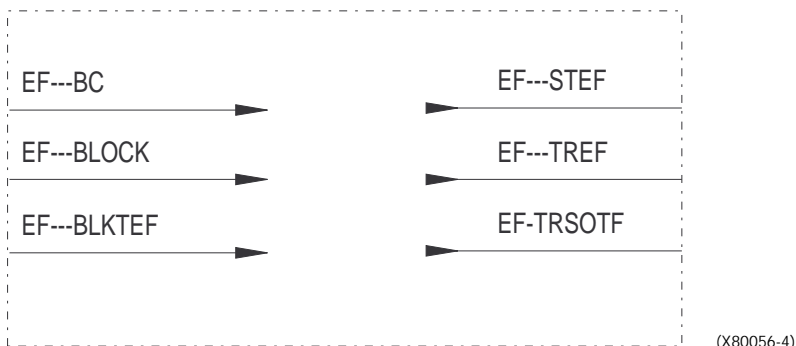 EF---BC
EF---STEF
EF---BLOCK
EF---TREF
EF---BLKTEF
EF-TRSOTF
(X80056-4)